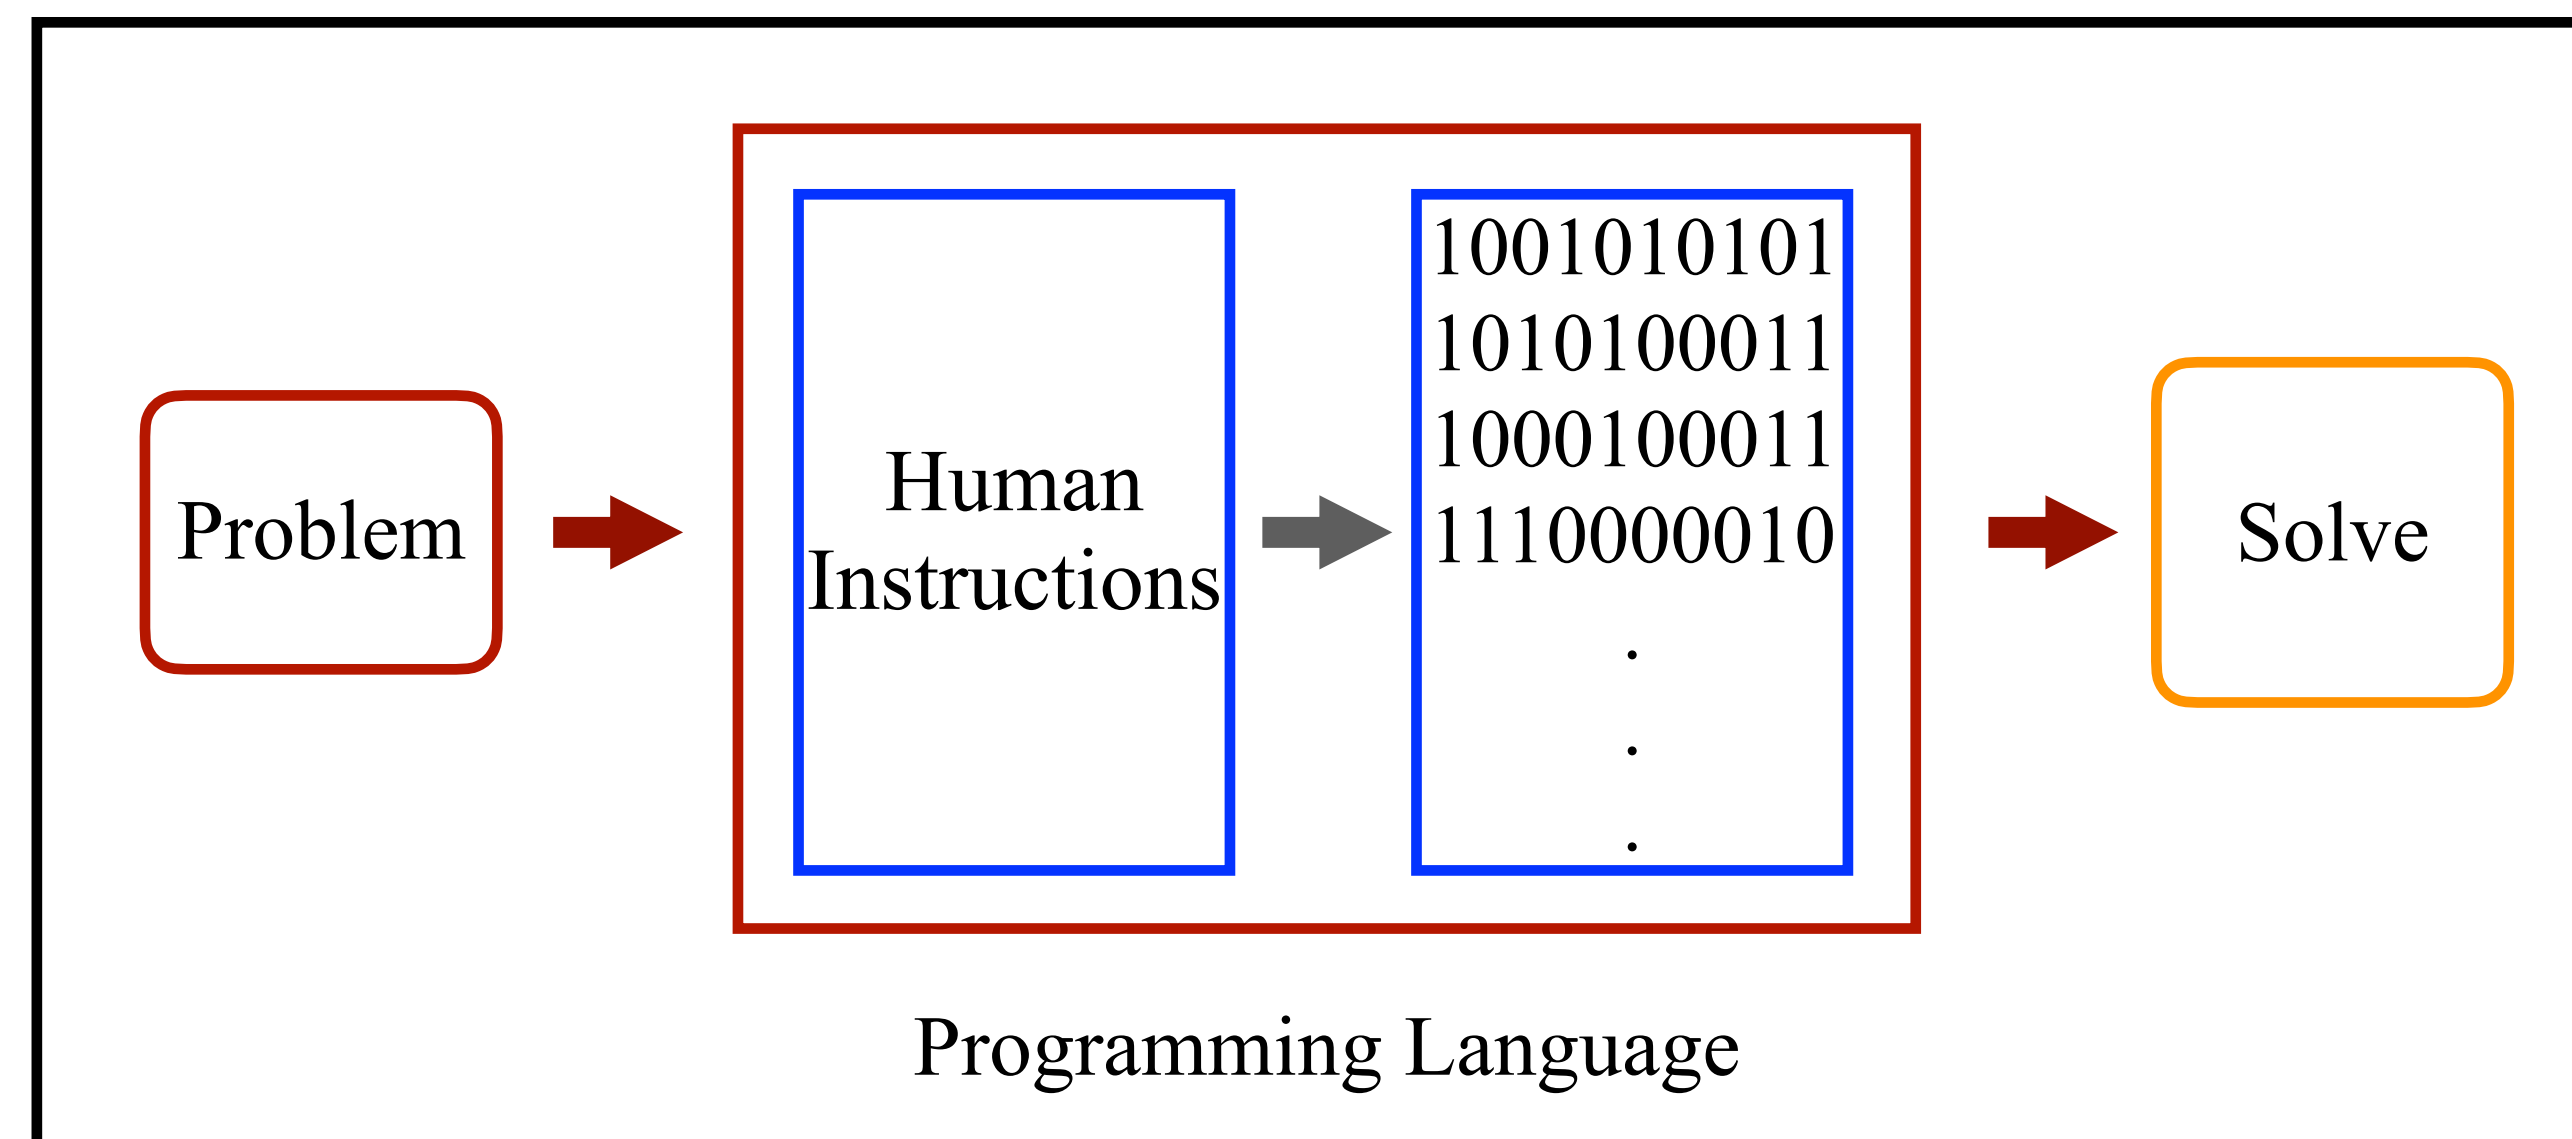 Problem
Human
Instructions
1001010101
1010100011
1000100011
1110000010
.
.
.
Solve
Programming Language